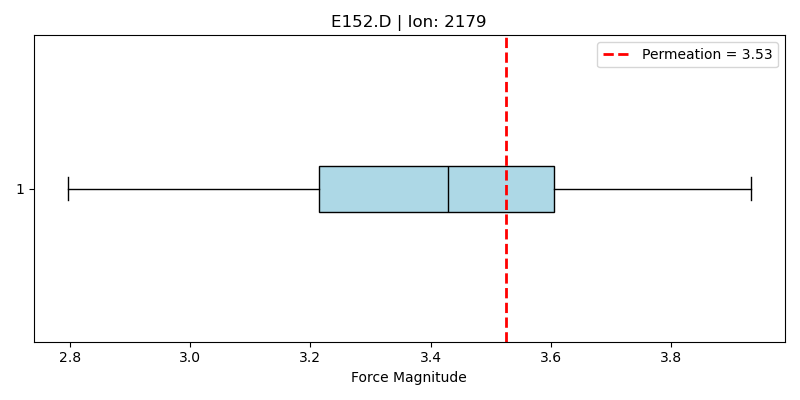 E152.D | Ion: 2179
Permeation = 3.53
1
2.8 3.0 3.2 3.4 3.6 3.8
Force Magnitude